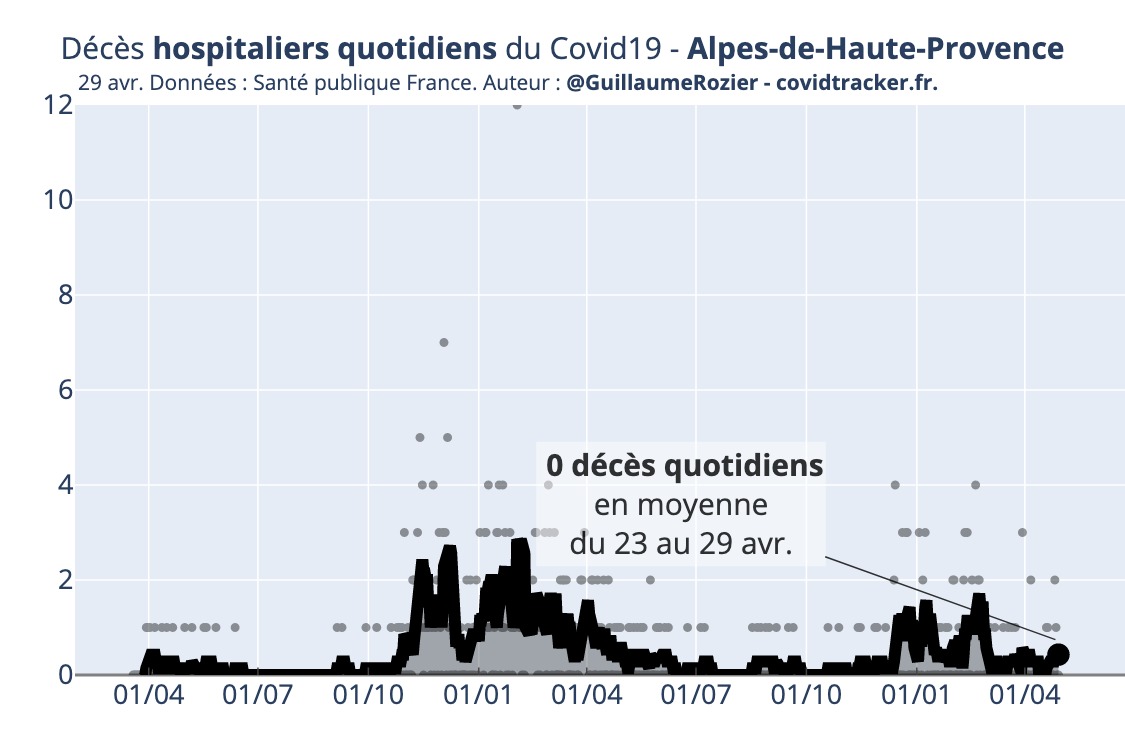 Décès hospitaliers quotidiens du Covid19 - Alpes-de-Haute-Provence
29 avr. Données : Santé publique France. Auteur : @GuillaumeRozier - covidtracker.fr.
12
10
8
6
4
2
0
0 décès quotidiens
en moyenne
du 23 au 29 avr.
01/04 01/07 01/10 01/01 01/04 01/07 01/10 01/01 01/04